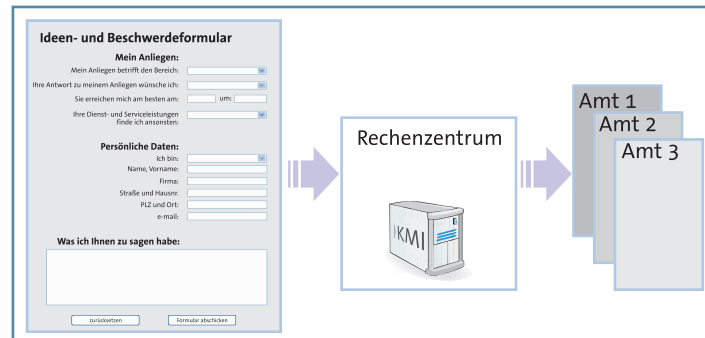 Ideen- und Beschwerdeformular
Mein Anliegen:
Mein Anliegen betrifft den Bereich:
Ihre Antwort zu meinem Anliegen wünsche ich:
Sie erreichen mich am besten am:
um:
Ihre Dienst- und Serviceleistungen
finde ich ansonsten:
Persönliche Daten:
Ich bin:
Name, Vorname:
Firma:
Straße und Hausnr.
PLZ und Ort:
e-mail:
Was ich Ihnen zu sagen habe:
zurücksetzen
Formular abschicken
Rechenzentrum
KMI
Amt 1
Amt 2
Amt 3